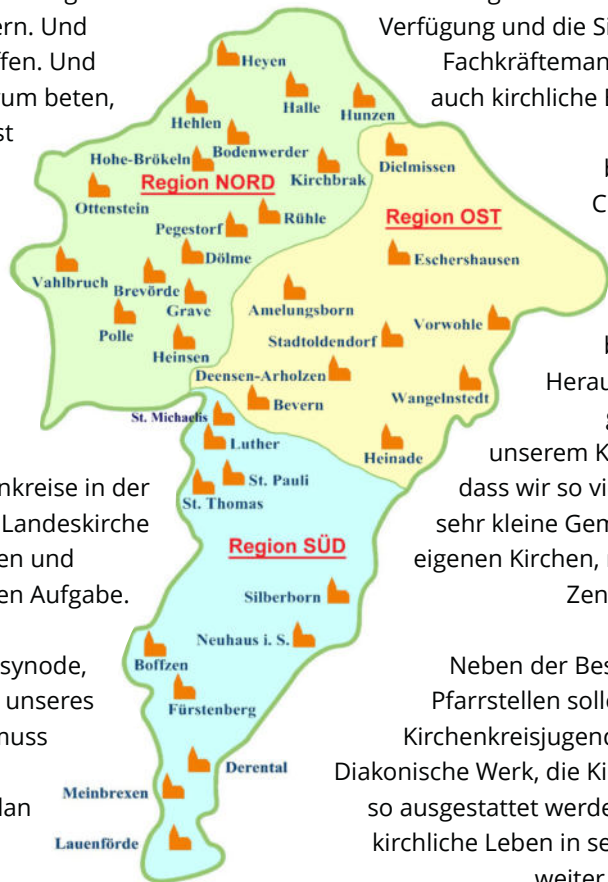 ern. Und
ffen. Und
rum beten,
st
Verfügung und die Si
Fachkräfteman
auch kirchliche
Heyen
Halle
Hunzen
Hehlen
Bodenwerder
Hohe-Brökeln
Kirchbrak
Dielmissen
Region NORD
Ottenstein
Rühle
Region OST
Pegestorf
Dölme
Eschershausen
Vahlbruch
Brevörde
Grave
Amelungsborn
Polle
Vorwohle
Stadtoldendorf
Heinsen
Deensen-Arholzen
Wangelnstedt
Bevern
St. Michaelis
Luther
Heinade
St. Pauli
St. Thomas
Region SÜD
Silberborn
Neuhaus i. S.
Boffzen
Fürstenberg
Derental
Meinbrexen
Lauenförde
nkreise in der
Landeskirche
en und
en Aufgabe.
synode,
unseres
muss
lan
Herau
unserem K
dass wir so vi
sehr kleine Gem
eigenen Kirchen,
Zen
Neben der Bes
Pfarrstellen solle
Kirchenkreisjugend
Diakonische Werk, die Ki
so ausgestattet werde
kirchliche Leben in se
weiter